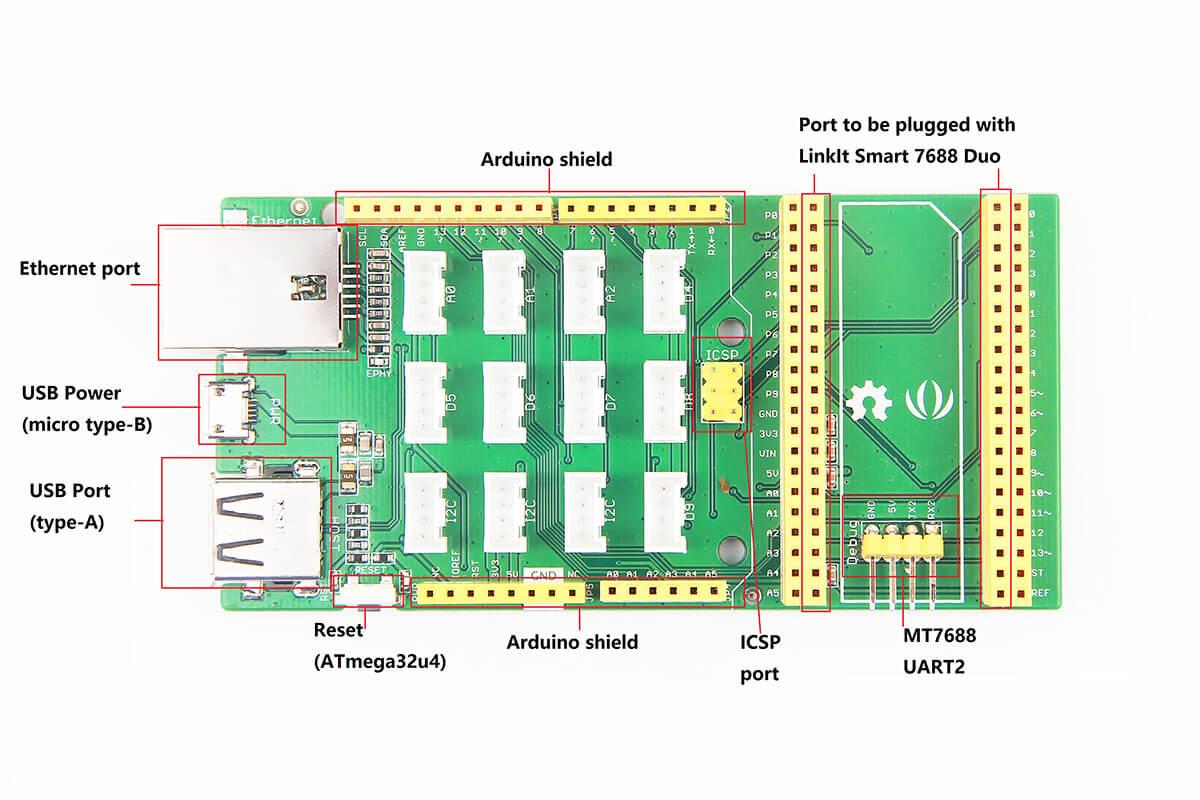 Port to be plugged with
LinkIt Smart 7688 Duo
Arduino shield
Ethernet
Ethernet port
SCL
SDA
AREF
GND
13
~
12
11
~
10
~
9
~
8
7
6
~
5
~
4
3
~
2
1
TX→
0
RX←
A0
A1
A2
D4
EPHY
ICSP
USB Power
(micro type-B)
PWR
D5
D6
D7
A8
USB Port
(type-A)
I2C
I2C
I2C
D9
RESET
NC
IOREF
RST
3V3
5V
GND
NC
A0
A1
A2
A3
A4
A5
P0
P1
P2
P3
P4
P5
P6
P7
P8
P9
GND
3V3
VIN
5V
A0
A1
A2
A3
A4
A5
DeBug
GND
5V
TX2
RX2
0
1
2
3
0
1
2
3
4
5~
6~
7
8
9~
10~
11~
12
13~
ST
REF
Reset
(ATmega32u4)
Arduino shield
ICSP
port
MT7688
UART2